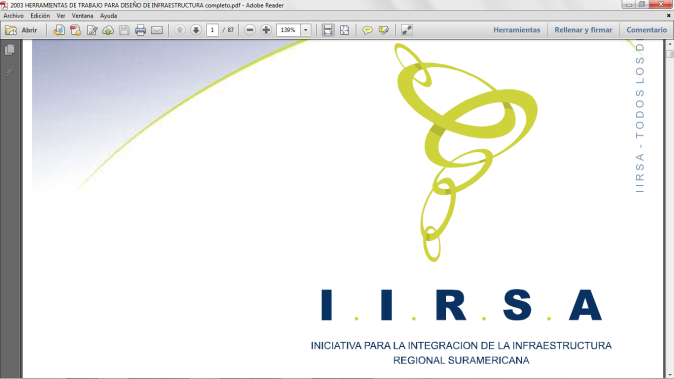 2003 HERRAMIENTAS DE TRABAJO PARA DISEÑO DE INFRAESTRUCTURA completo.pdf - Adobe Reader
Archivo Edición Ver Ventana Ayuda
Abrir 1 / 87 139% Herramientas Rellenar y firmar Comentario
IIRSA - TODOS LOS D
I.I.R.S.A
INICIATIVA PARA LA INTEGRACION DE LA INFRAESTRUCTURA
REGIONAL SURAMERICANA